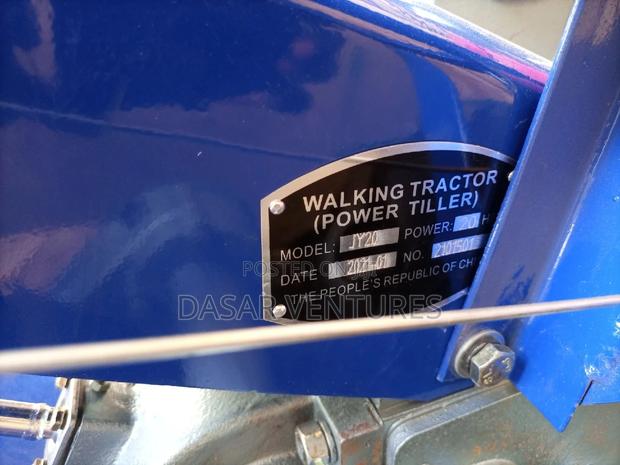 WALKING TRACTOR
(POWER TILLER)
MODEL: JY20 POWER: 20 H
DATE 2021-01 NO. 2101501
THE PEOPLE'S REPUBLIC OF CH
POSTED ON
DASAR VENTURES